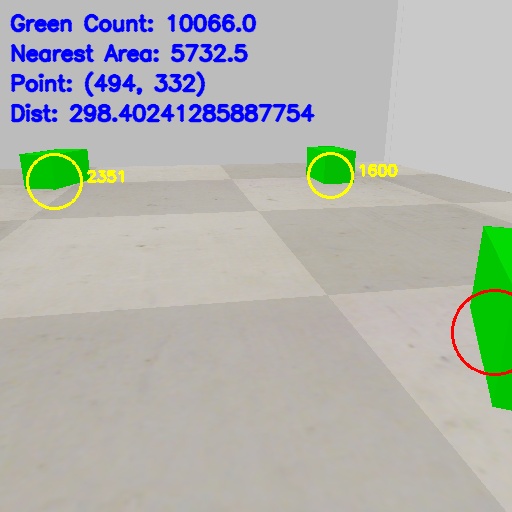 Green Count: 10066.0
Nearest Area: 5732.5
Point: (494, 332)
Dist: 298.40241285887754
2351
1600